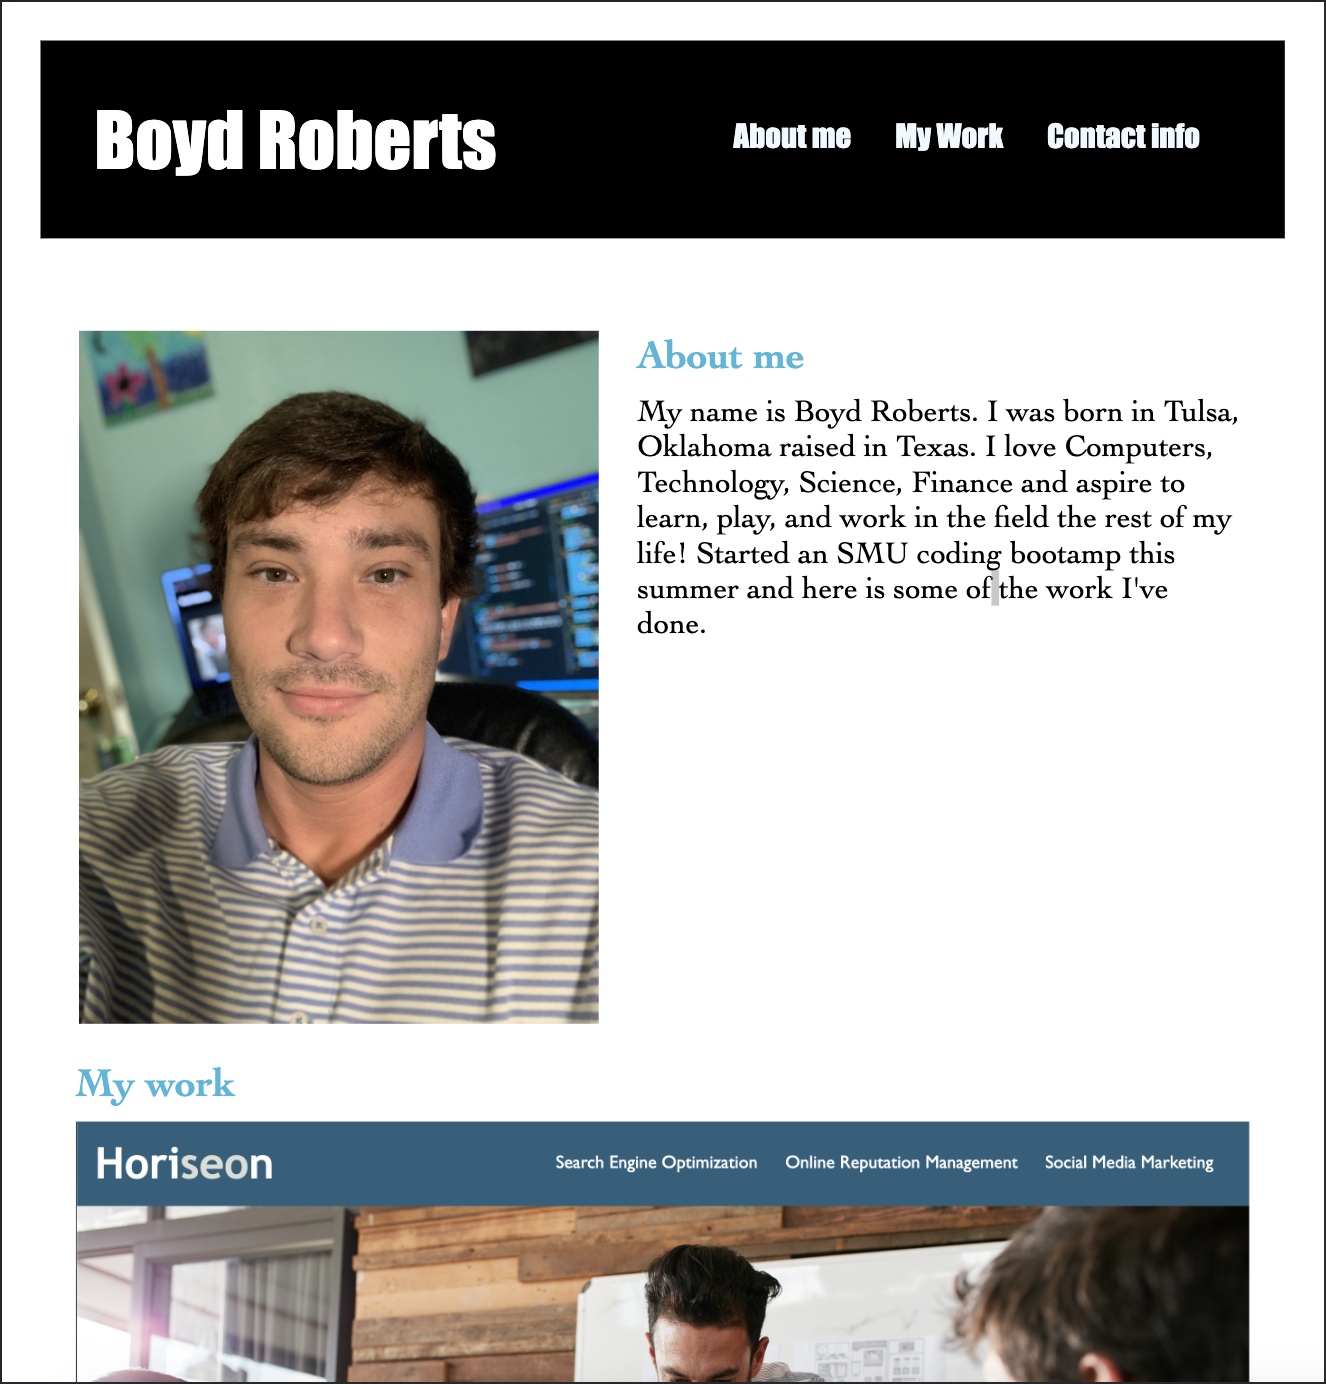 Boyd Roberts
About me My Work Contact info
About me
My name is Boyd Roberts. I was born in Tulsa,
Oklahoma raised in Texas. I love Computers,
Technology, Science, Finance and aspire to
learn, play, and work in the field the rest of my
life! Started an SMU coding bootamp this
summer and here is some of the work I've
done.
My work
Horiseon
Search Engine Optimization Online Reputation Management Social Media Marketing